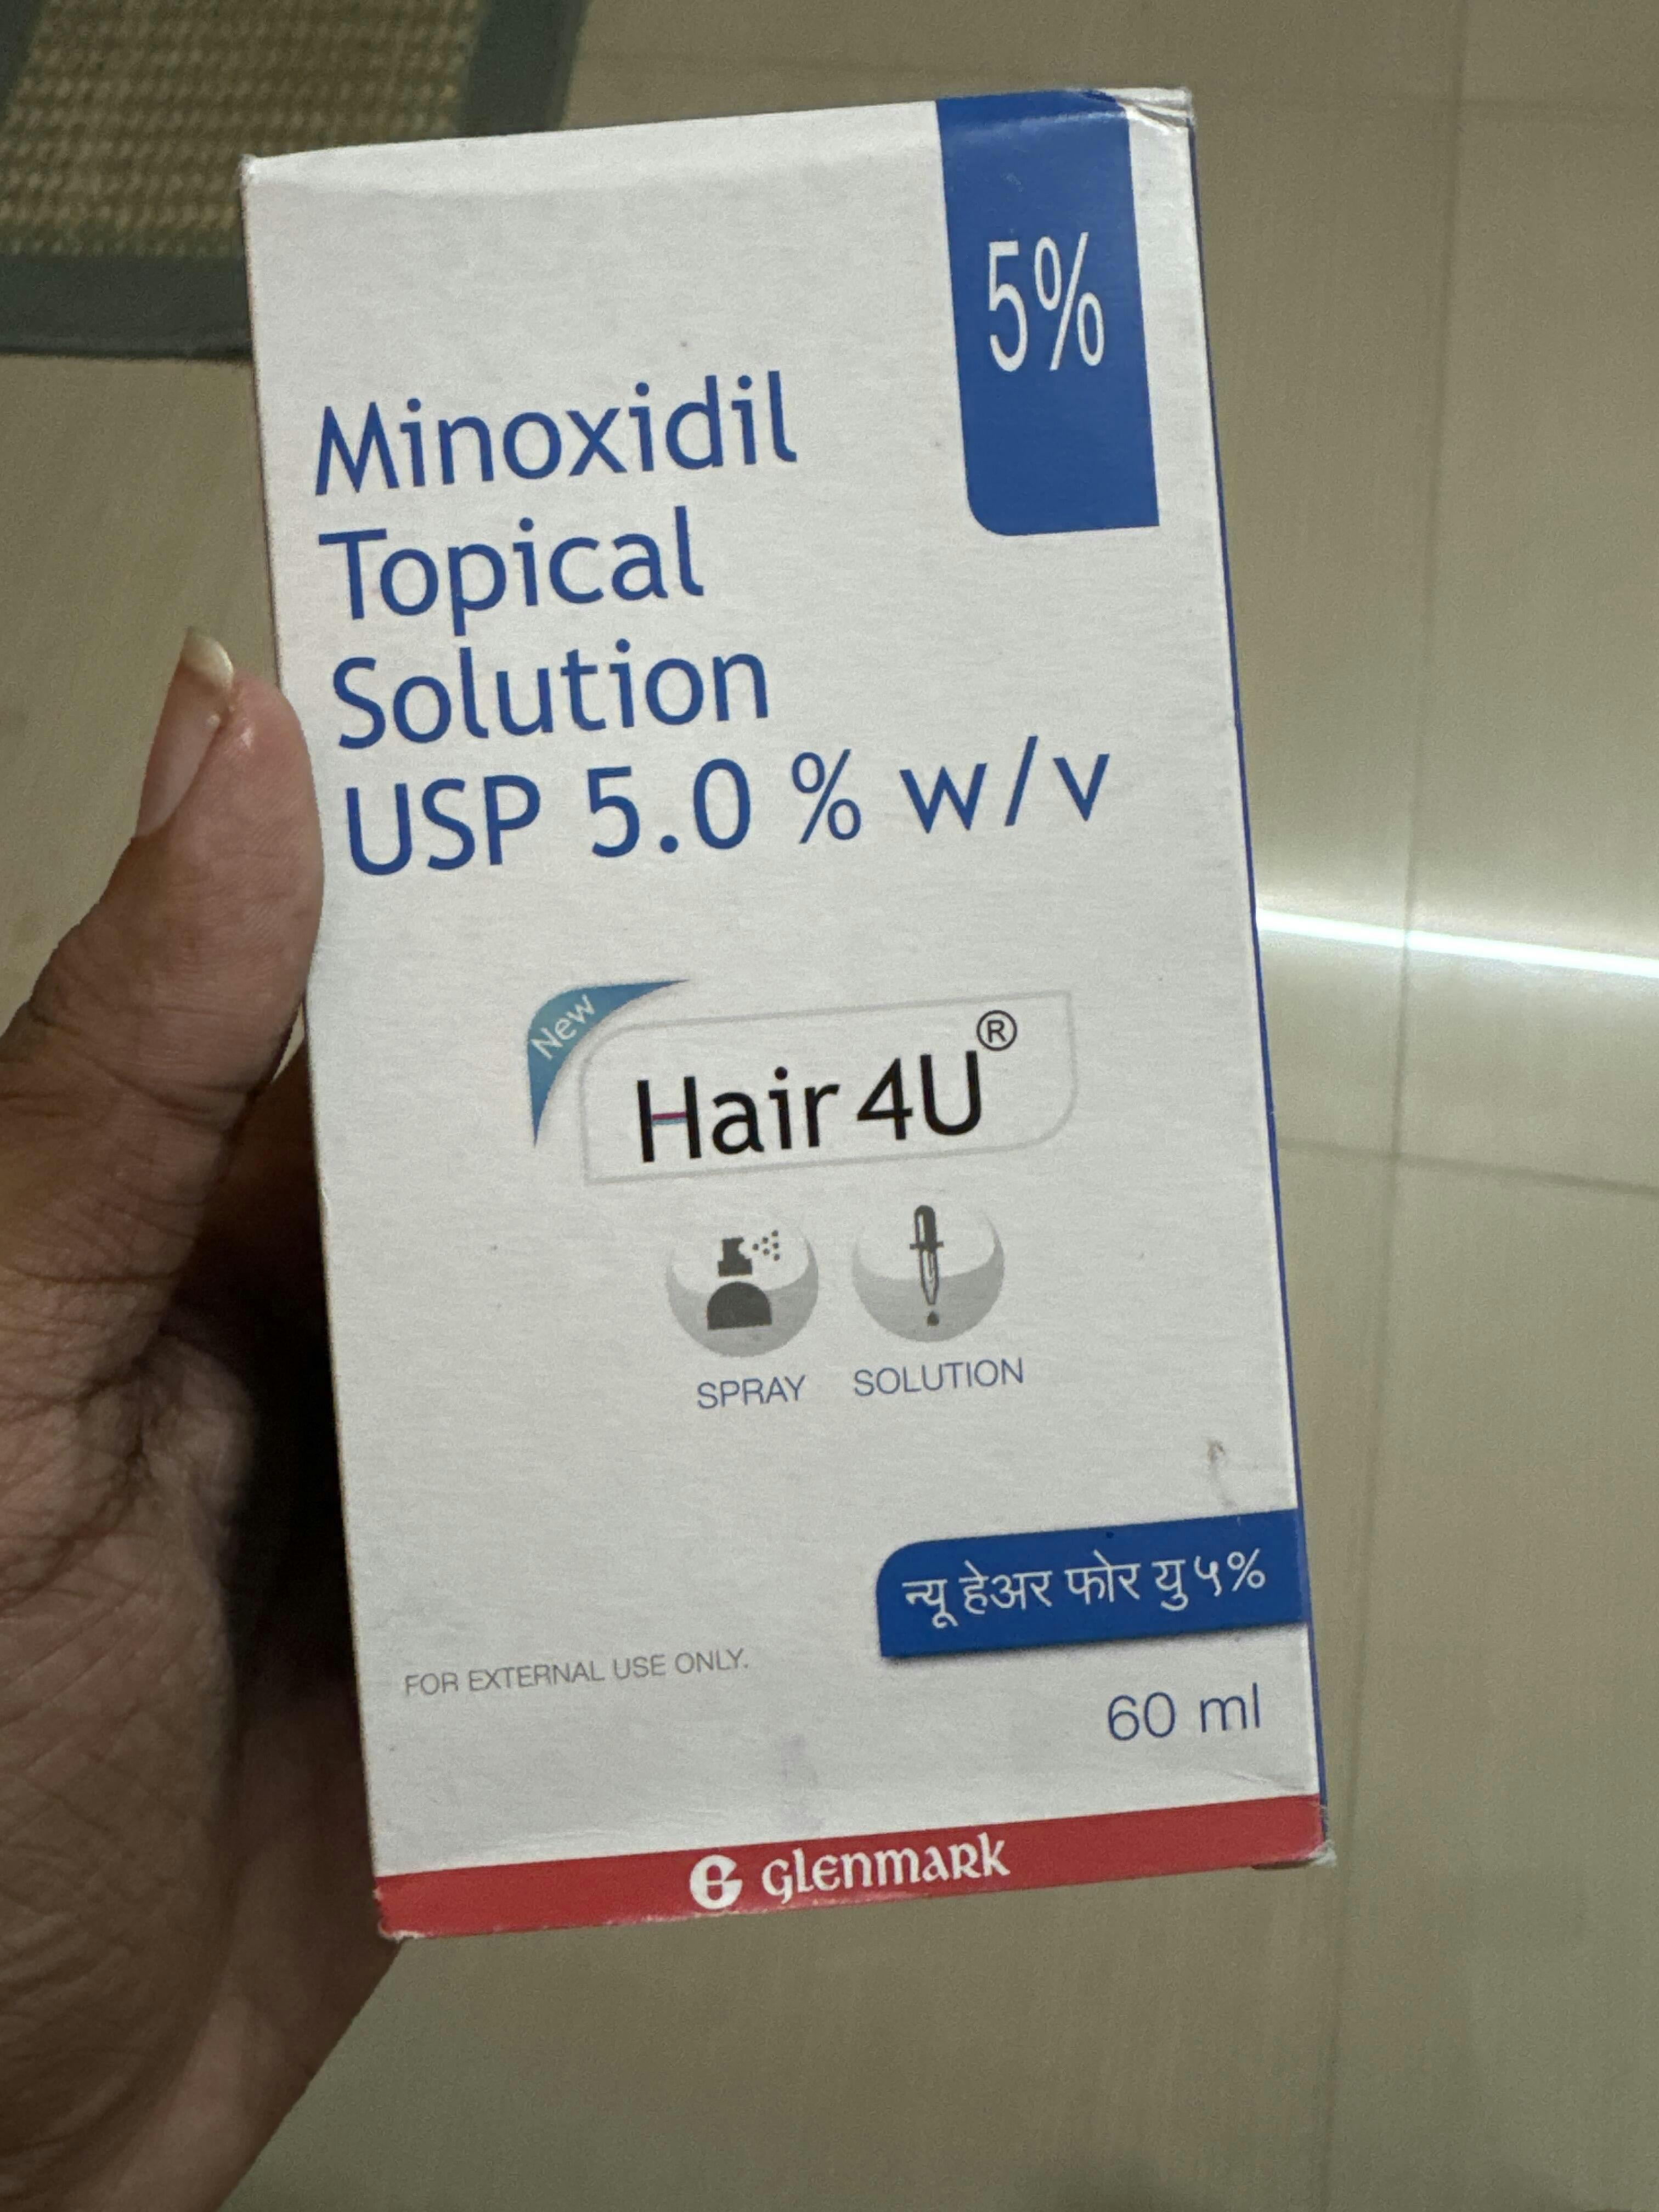 5%
Minoxidil
Topical
Solution
USP 5.0 % w/v
New
Hair 4U®
SPRAY SOLUTION
न्यू हेअर फोर यु ५%
FOR EXTERNAL USE ONLY.
60 ml
G GLENMARK